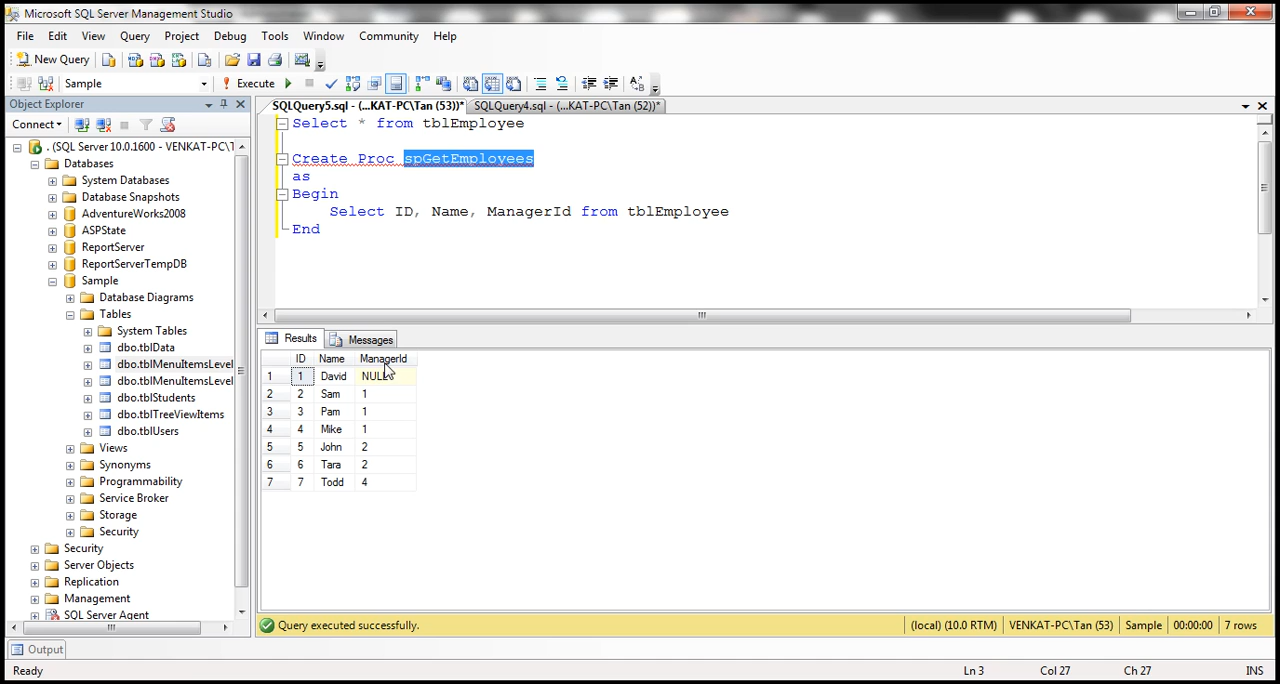 Microsoft SQL Server Management Studio
File Edit View Query Project Debug Tools Window Community Help
New Query
Sample Execute
Object Explorer
SQLQuery5.sql - (...KAT-PC\Tan (53))* SQLQuery4.sql - (...KAT-PC\Tan (52))*
Connect
. (SQL Server 10.0.1600 - VENKAT-PC\T
Databases
System Databases
Database Snapshots
AdventureWorks2008
ASPState
ReportServer
ReportServerTempDB
Sample
Database Diagrams
Tables
System Tables
dbo.tblData
dbo.tblMenuItemsLevel
dbo.tblMenuItemsLevel
dbo.tblStudents
dbo.tblTreeViewItems
dbo.tblUsers
Views
Synonyms
Programmability
Service Broker
Storage
Security
Security
Server Objects
Replication
Management
SQL Server Agent
Select * from tblEmployee
Create Proc spGetEmployees
as
Begin
Select ID, Name, ManagerId from tblEmployee
End
Results Messages
ID Name ManagerId
1 1 David NULL
2 2 Sam 1
3 3 Pam 1
4 4 Mike 1
5 5 John 2
6 6 Tara 2
7 7 Todd 4
Query executed successfully. (local) (10.0 RTM) VENKAT-PC\Tan (53) Sample 00:00:00 7 rows
Output
Ready Ln 3 Col 27 Ch 27 INS